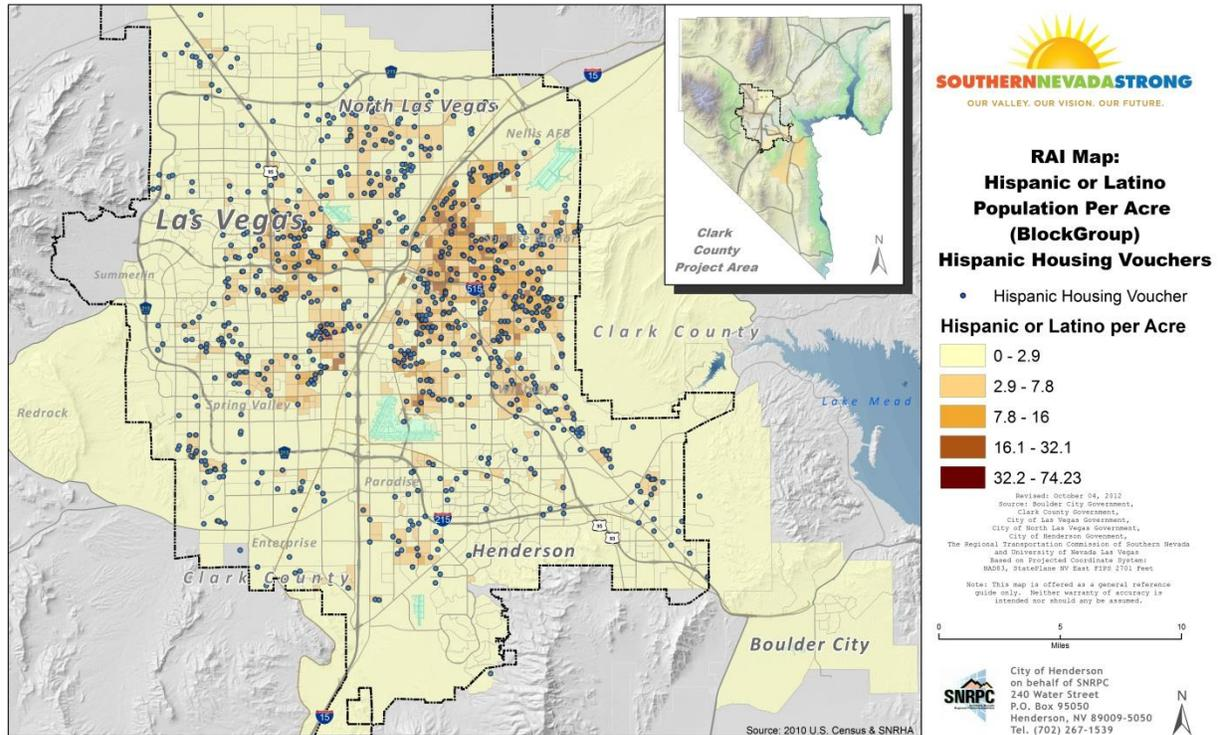 North Las Vegas
Nellis AFB
Las Vegas
Summerlin
Redrock
Spring Valley
Paradise
Enterprise
Clark County
Henderson
Clark County
Lake Mead
Boulder City
15
95
515
215
95
93
15
Clark
County
Project Area
N
Source: 2010 U.S. Census & SNRHA
SOUTHERNNEVADASTRONG
OUR VALLEY. OUR VISION. OUR FUTURE.
RAI Map:
Hispanic or Latino
Population Per Acre
(BlockGroup)
Hispanic Housing Vouchers
Hispanic Housing Voucher
Hispanic or Latino per Acre
0 - 2.9
2.9 - 7.8
7.8 - 16
16.1 - 32.1
32.2 - 74.23
Revised: October 04, 2012
Source: Boulder City Government,
Clark County Government,
City of Las Vegas Government,
City of North Las Vegas Government,
City of Henderson Govenment,
The Regional Transportation Commission of Southern Nevada
and University of Nevada Las Vegas
Based on Projected Coordinate System:
NAD83, StatePlane NV East FIPS 2701 Feet
Note: This map is offered as a general reference
guide only. Neither warranty of accuracy is
intended nor should any be assumed.
0 5 10
Miles
SNRPC
City of Henderson
on behalf of SNRPC
240 Water Street
P.O. Box 95050
Henderson, NV 89009-5050
Tel. (702) 267-1539
N